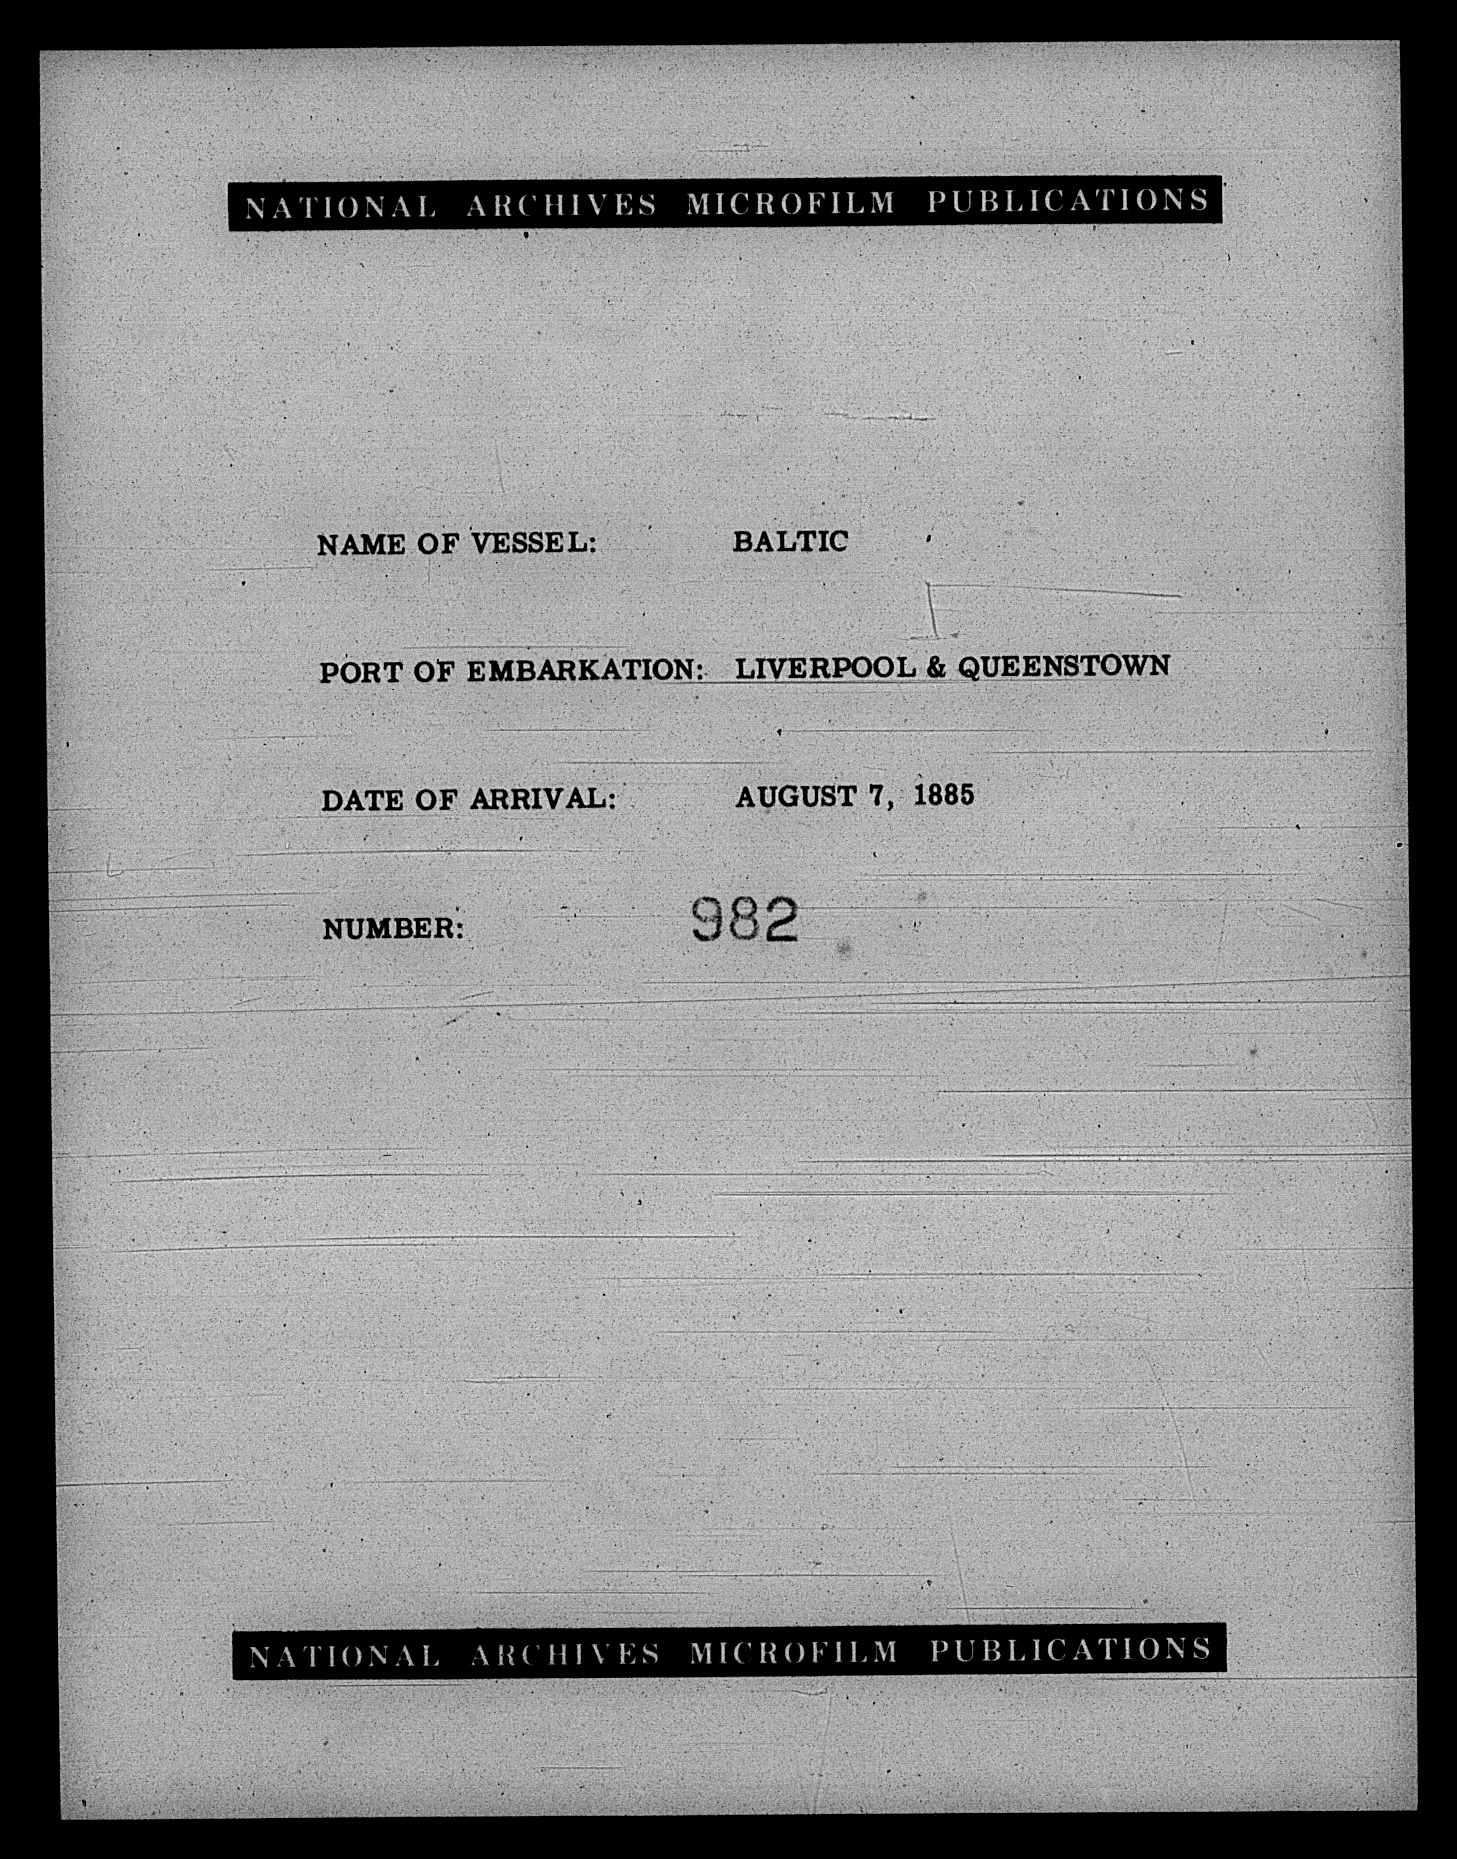 NATIONAL ARCHIVES MICROFILM PUBLICATIONS
NAME OF VESSEL: BALTIC
PORT OF EMBARKATION: LIVERPOOL & QUEENSTOWN
DATE OF ARRIVAL: AUGUST 7, 1885
NUMBER: 982
NATIONAL ARCHIVES MICROFILM PUBLICATIONS